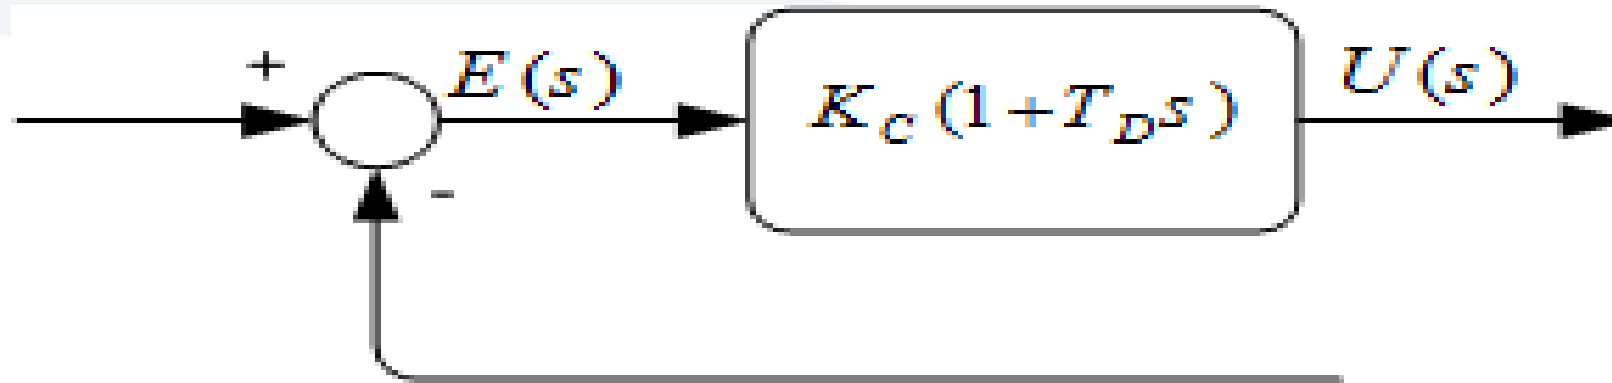 +
E(s)
K_C(1+T_Ds)
U(s)
-